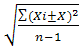 √(∑(Xi±X)² / n−1)